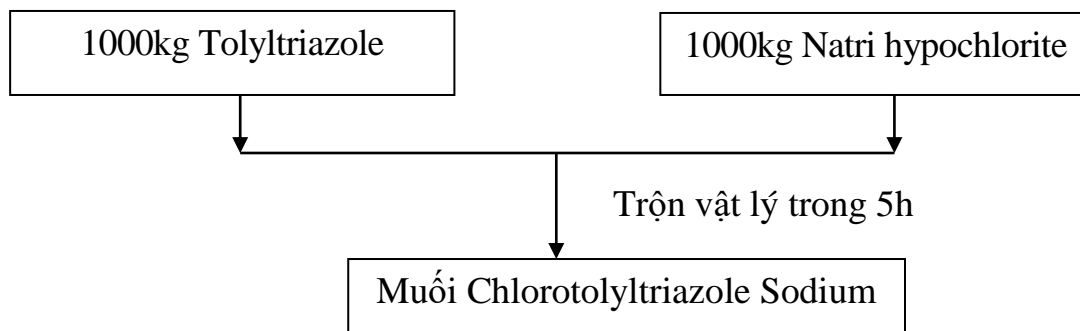 1000kg Tolyltriazole
1000kg Natri hypochlorite
Trộn vật lý trong 5h
Muối Chlorotolyltriazole Sodium